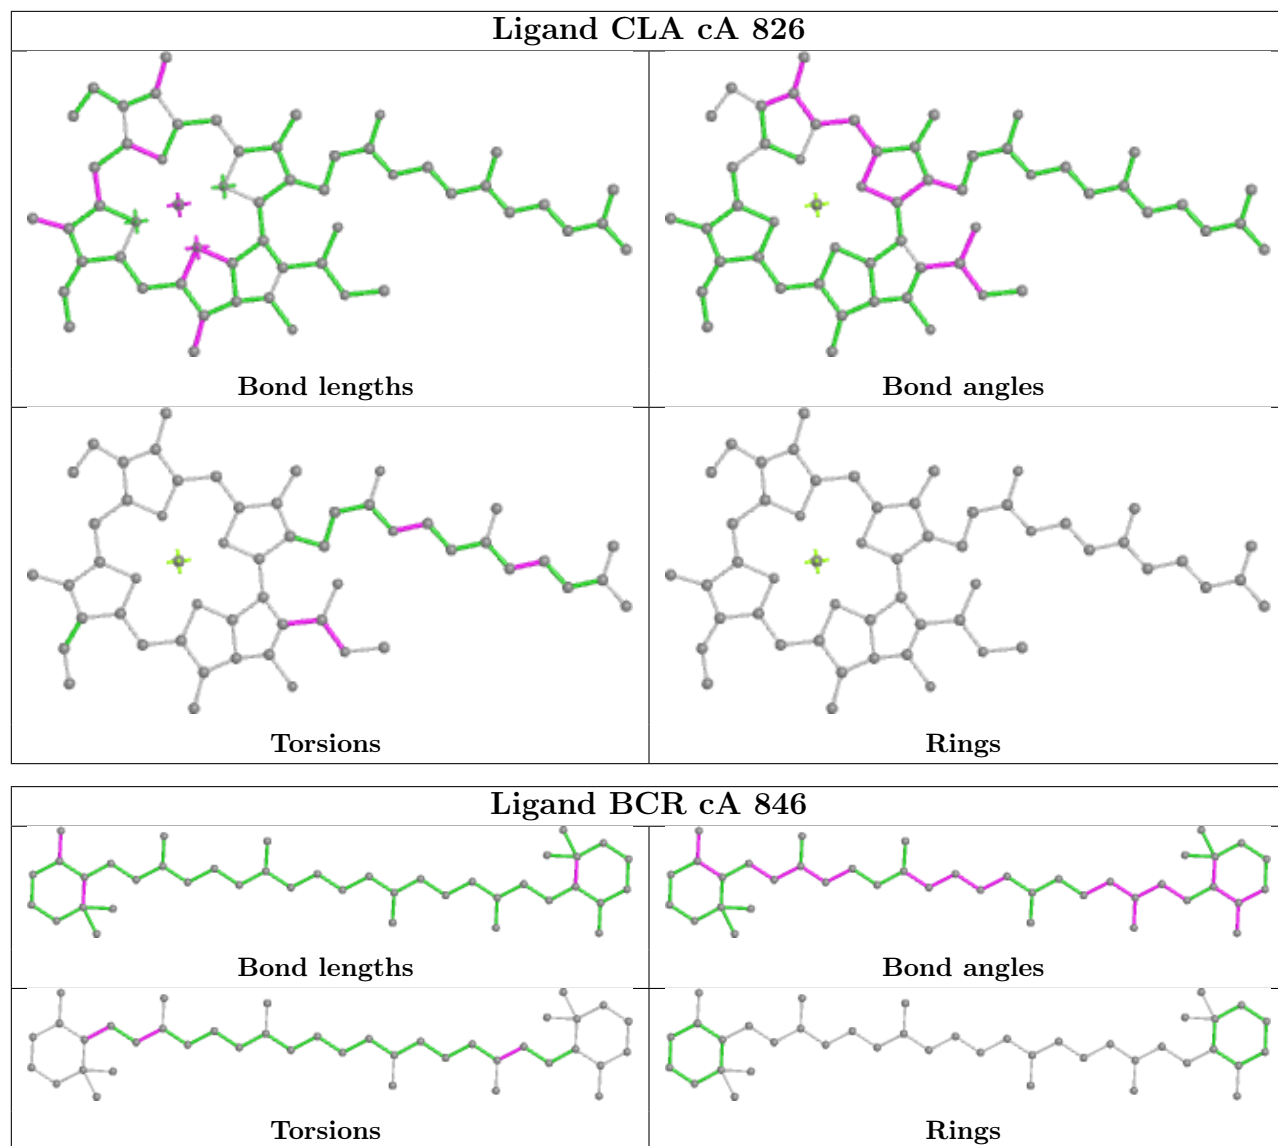 Ligand CLA cA 826
Bond lengths
Bond angles
Torsions
Rings
Ligand BCR cA 846
Bond lengths
Bond angles
Torsions
Rings